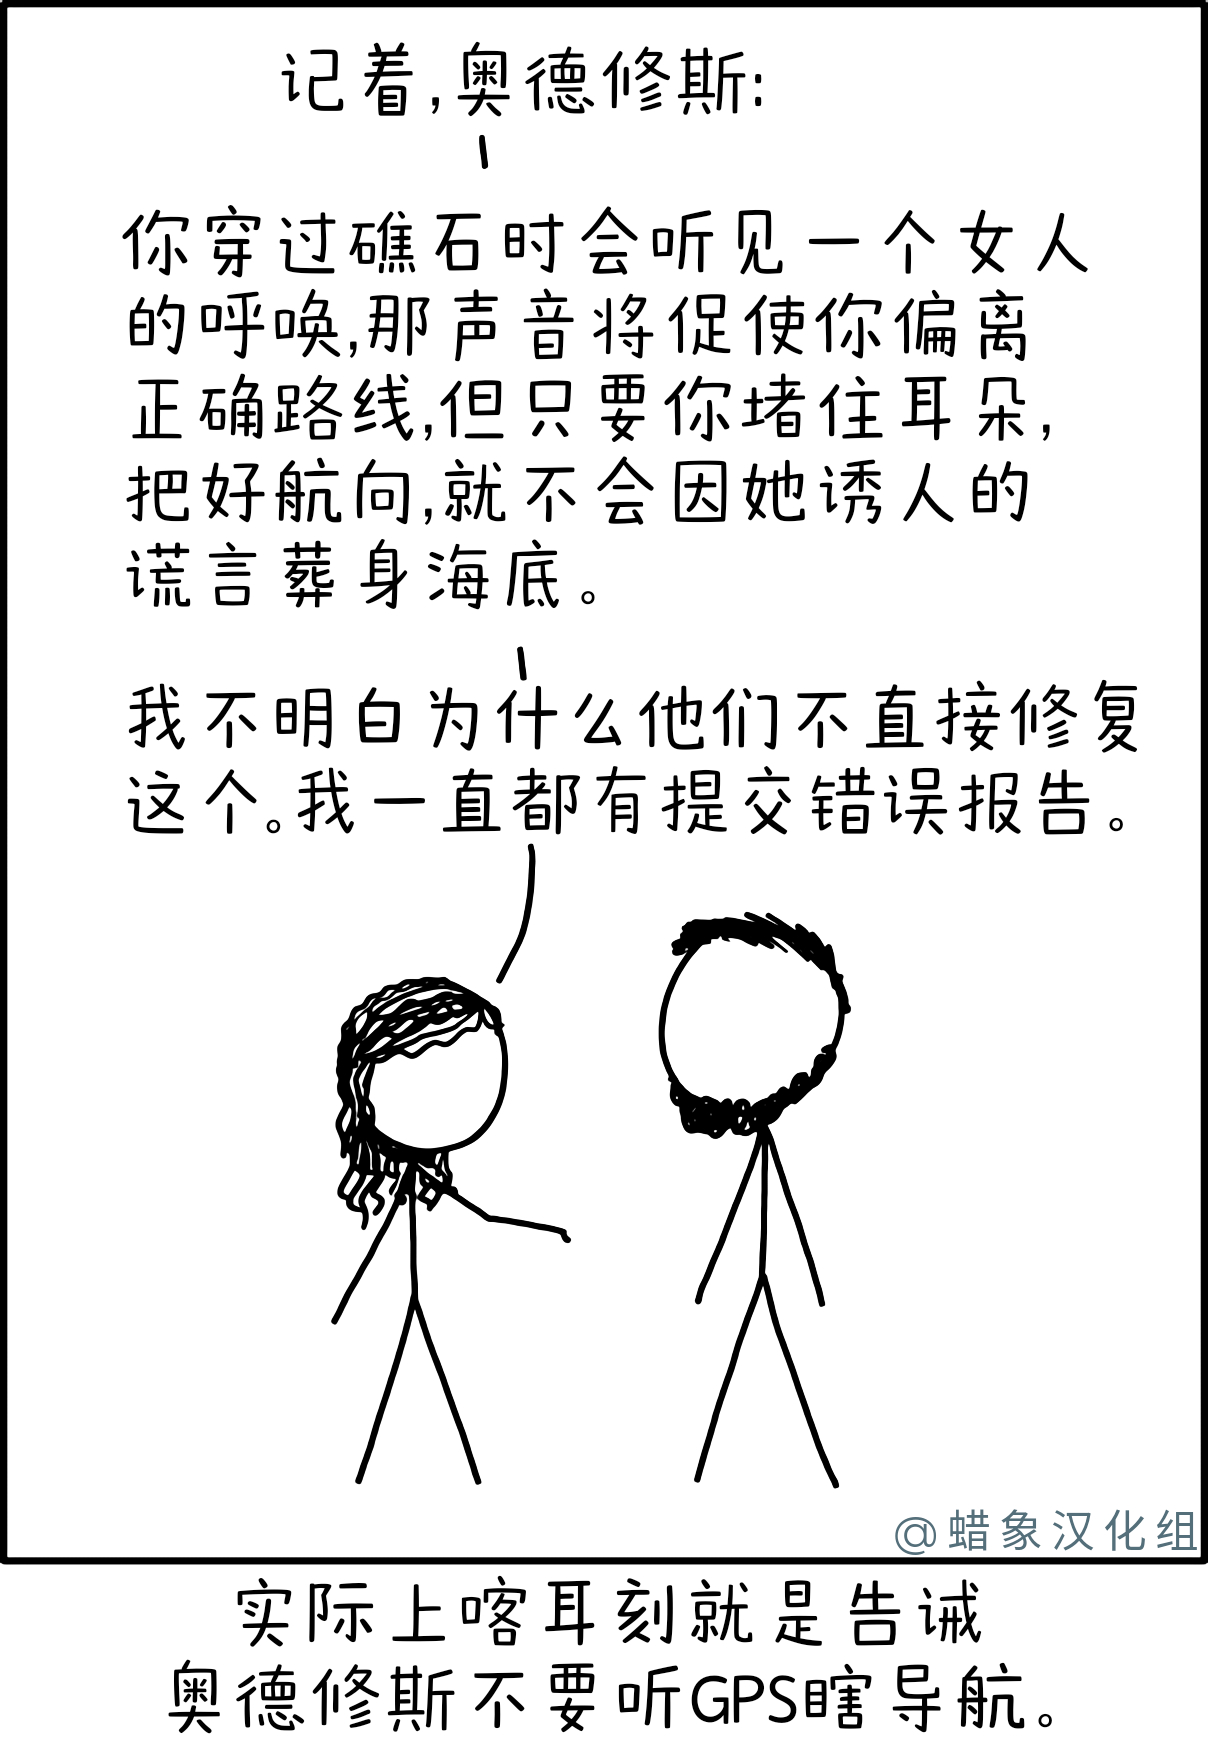 记着,奥德修斯:
你穿过礁石时会听见一个女人
的呼唤,那声音将促使你偏离
正确路线,但只要你堵住耳朵,
把好航向,就不会因她诱人的
谎言葬身海底。
我不明白为什么他们不直接修复
这个。我一直都有提交错误报告。
@蜡象汉化组
实际上喀耳刻就是告诫
奥德修斯不要听GPS瞎导航。